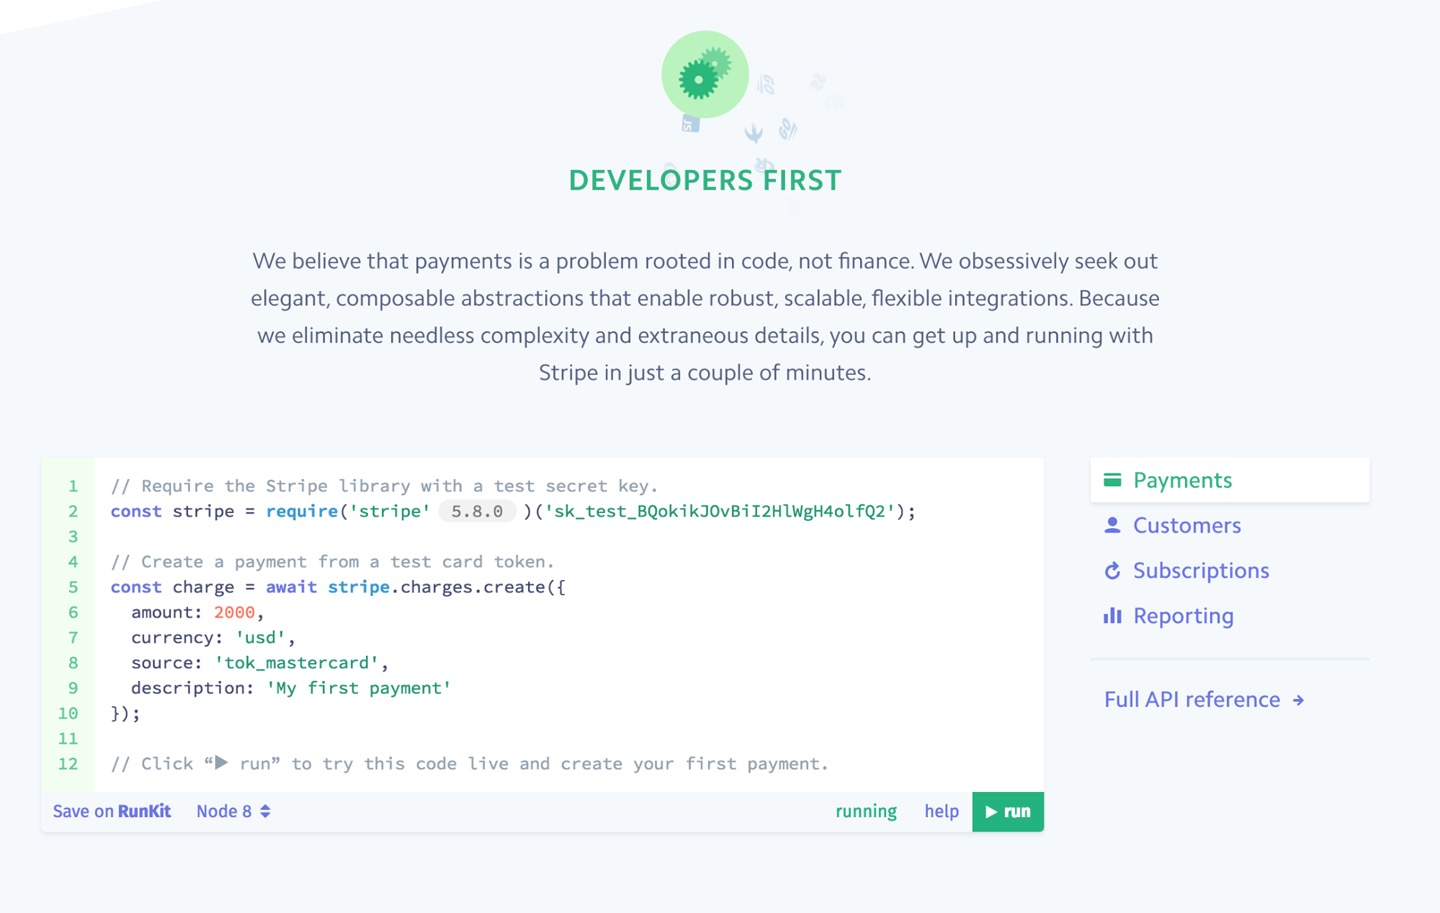 DEVELOPERS FIRST
We believe that payments is a problem rooted in code, not finance. We obsessively seek out
elegant, composable abstractions that enable robust, scalable, flexible integrations. Because
we eliminate needless complexity and extraneous details, you can get up and running with
Stripe in just a couple of minutes.
1 // Require the Stripe library with a test secret key.
2 const stripe = require('stripe' 5.8.0 )('sk_test_BQokikJOvBiI2HlWgH4olfQ2');
3
4 // Create a payment from a test card token.
5 const charge = await stripe.charges.create({
6 amount: 2000,
7 currency: 'usd',
8 source: 'tok_mastercard',
9 description: 'My first payment'
10 });
11
12 // Click “▶ run” to try this code live and create your first payment.
Save on RunKit Node 8 running help ▶ run
Payments
Customers
Subscriptions
Reporting
Full API reference →